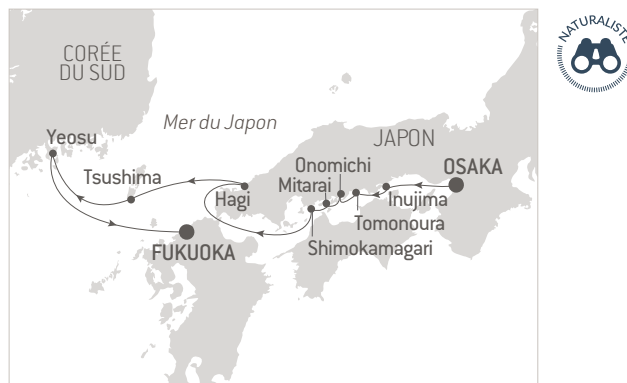 NATURALISTE
CORÉE
DU SUD
Mer du Japon
JAPON
Yeosu
Tsushima
Hagi
Onomichi
Mitarai
OSAKA
Inujima
Tomonoura
Shimokamagari
FUKUOKA